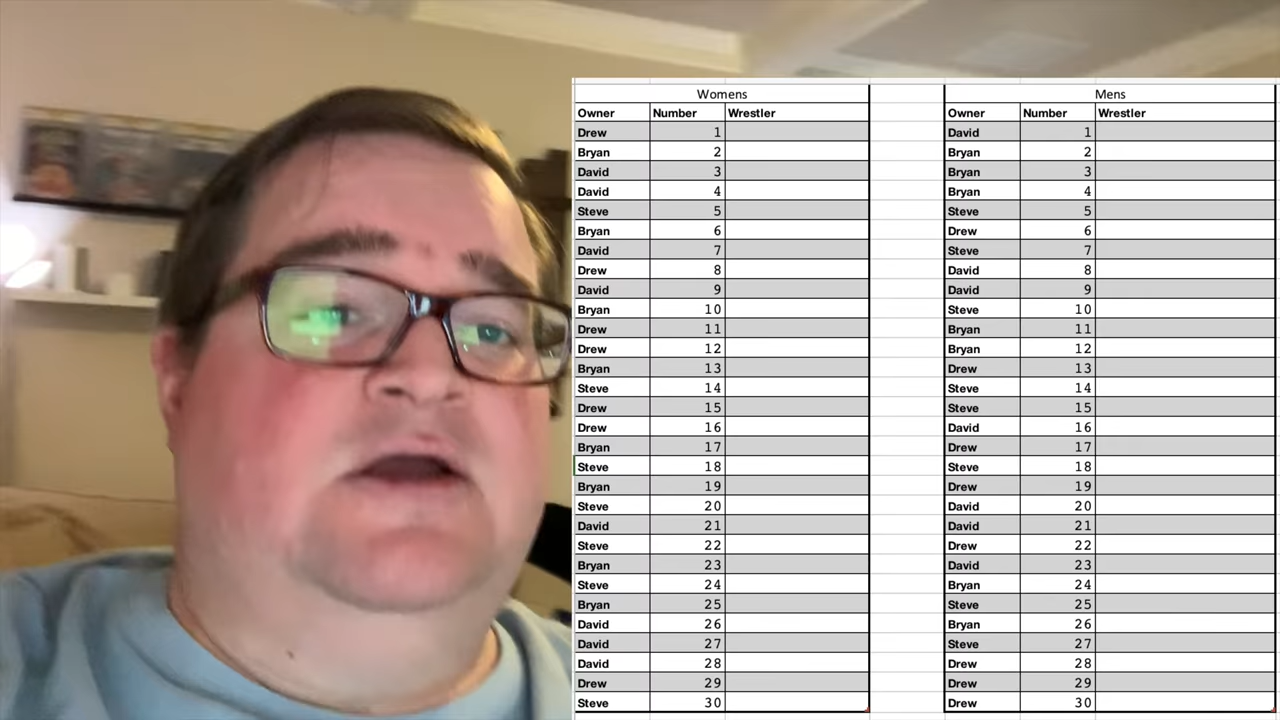 Womens Mens
Owner Number Wrestler Owner Number Wrestler
Drew 1 David 1
Bryan 2 Bryan 2
David 3 Bryan 3
David 4 Bryan 4
Steve 5 Steve 5
Bryan 6 Drew 6
David 7 Steve 7
Drew 8 David 8
David 9 David 9
Bryan 10 Steve 10
Drew 11 Bryan 11
Drew 12 Bryan 12
Bryan 13 Drew 13
Steve 14 Steve 14
Drew 15 Steve 15
Drew 16 David 16
Bryan 17 Drew 17
Steve 18 Steve 18
Bryan 19 Drew 19
Steve 20 David 20
David 21 David 21
Steve 22 Drew 22
Bryan 23 David 23
Steve 24 Bryan 24
Bryan 25 Steve 25
David 26 Bryan 26
David 27 Steve 27
David 28 Drew 28
Drew 29 Drew 29
Steve 30 Drew 30